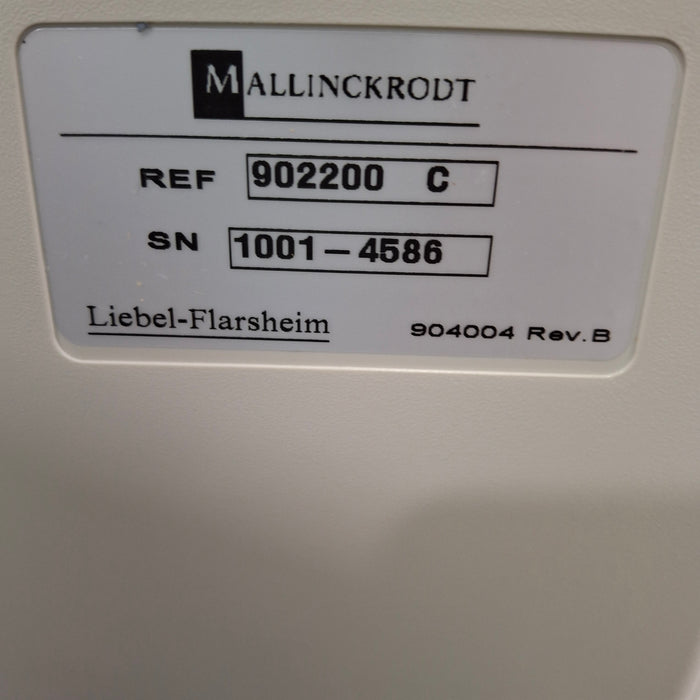 MALLINCKRODT
REF 902200 C
SN 1001-4586
Liebel-Flarsheim 904004 Rev.B